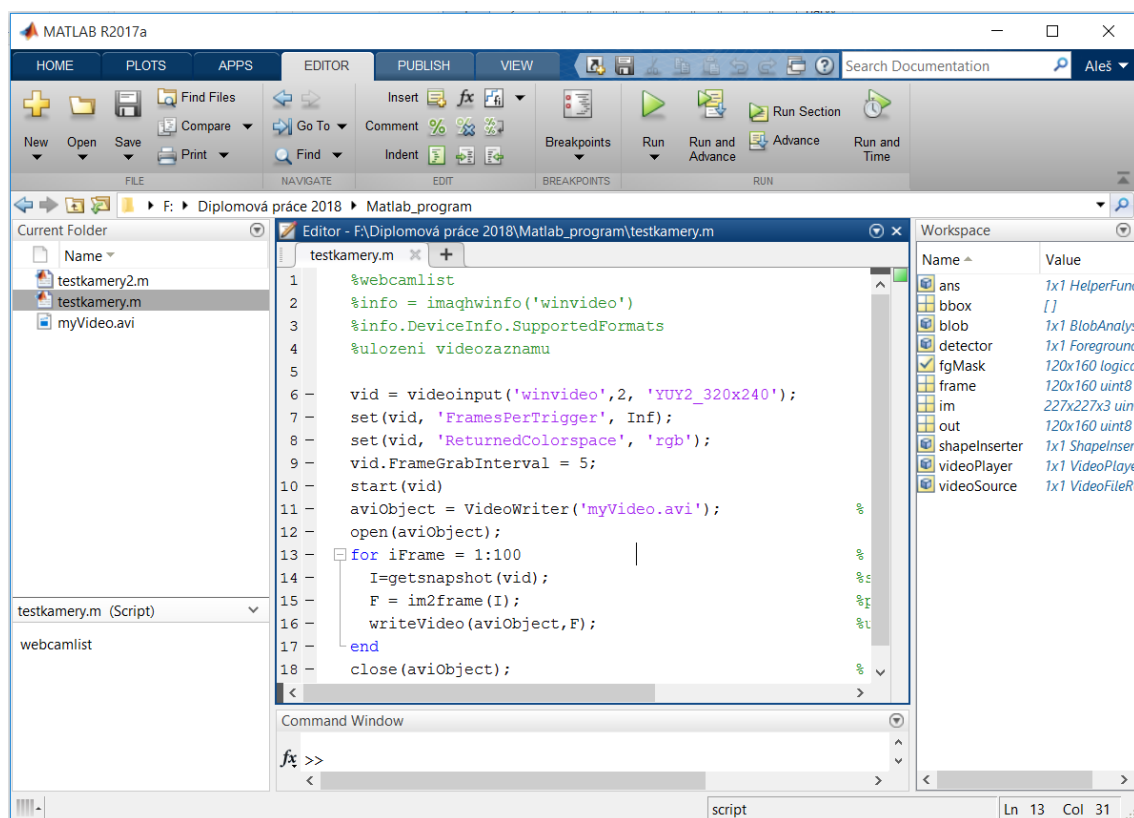 MATLAB R2017a
HOME PLOTS APPS EDITOR PUBLISH VIEW Search Documentation Aleš
New Open Save Find Files Compare Print
Go To Find
Insert fx fi
Comment %
Indent
Breakpoints
Run Run and Advance Run Section Advance Run and Time
FILE NAVIGATE EDIT BREAKPOINTS RUN
F: Diplomová práce 2018 Matlab_program
Current Folder
Name
testkamery2.m
testkamery.m
myVideo.avi
testkamery.m (Script)
webcamlist
Editor - F:\Diplomová práce 2018\Matlab_program\testkamery.m
testkamery.m +
1 %webcamlist
2 %info = imaqhwinfo('winvideo')
3 %info.DeviceInfo.SupportedFormats
4 %ulozeni videozaznamu
5
6 – vid = videoinput('winvideo',2, 'YUY2_320x240');
7 – set(vid, 'FramesPerTrigger', Inf);
8 – set(vid, 'ReturnedColorspace', 'rgb');
9 – vid.FrameGrabInterval = 5;
10 – start(vid)
11 – aviObject = VideoWriter('myVideo.avi'); %
12 – open(aviObject);
13 – for iFrame = 1:100 %
14 – I=getsnapshot(vid); %s
15 – F = im2frame(I); %p
16 – writeVideo(aviObject,F); %u
17 – end
18 – close(aviObject); %
Command Window
fx >>
Workspace
Name Value
ans 1x1 HelperFunc
bbox []
blob 1x1 BlobAnalys
detector 1x1 Foreground
fgMask 120x160 logica
frame 120x160 uint8
im 227x227x3 uin
out 120x160 uint8
shapeInserter 1x1 ShapeInser
videoPlayer 1x1 VideoPlaye
videoSource 1x1 VideoFileR
script Ln 13 Col 31